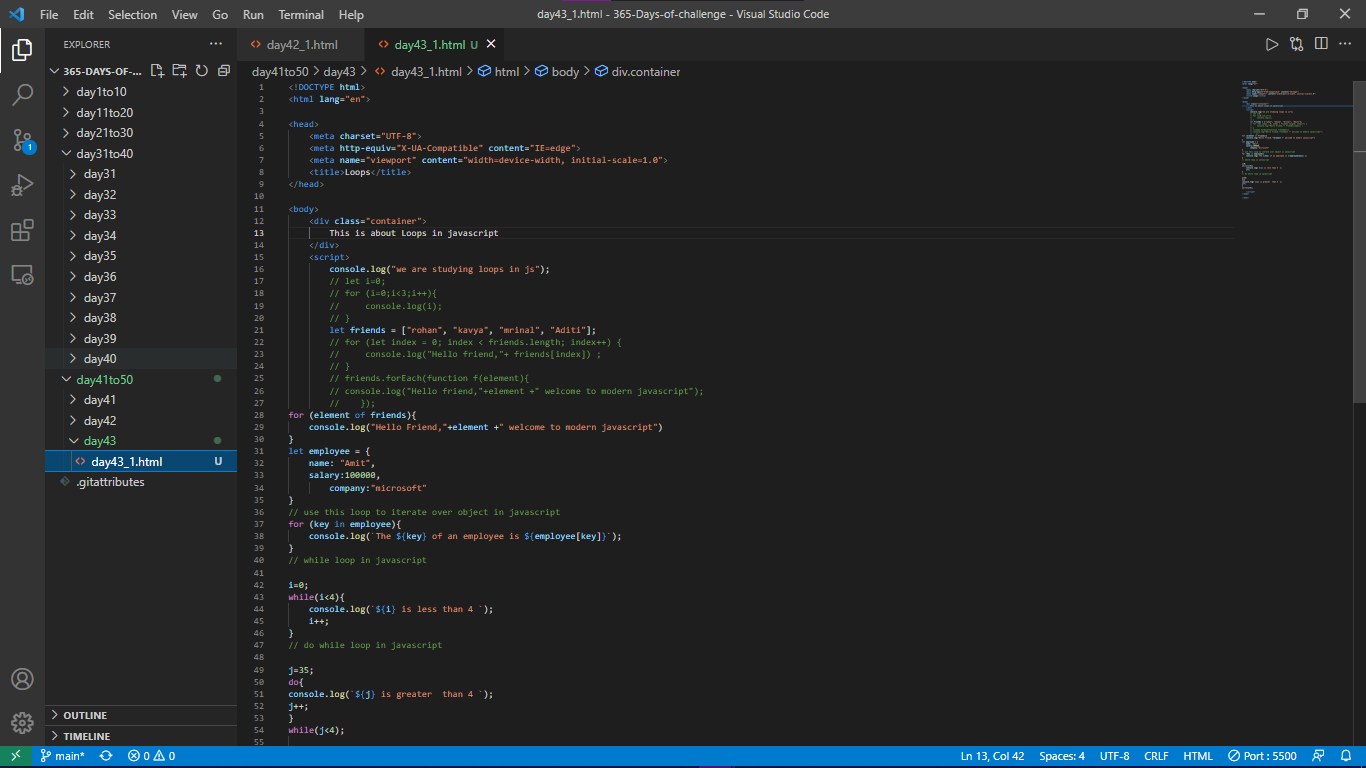 File Edit Selection View Go Run Terminal Help day43_1.html - 365-Days-of-challenge - Visual Studio Code
EXPLORER
365-DAYS-OF-...
day1to10
day11to20
day21to30
day31to40
day31
day32
day33
day34
day35
day36
day37
day38
day39
day40
day41to50
day41
day42
day43
day43_1.html U
.gitattributes
OUTLINE
TIMELINE
1
day42_1.html day43_1.html U
day41to50 > day43 > day43_1.html > html > body > div.container
1 <!DOCTYPE html>
2 <html lang="en">
3
4 <head>
5 <meta charset="UTF-8">
6 <meta http-equiv="X-UA-Compatible" content="IE=edge">
7 <meta name="viewport" content="width=device-width, initial-scale=1.0">
8 <title>Loops</title>
9 </head>
10
11 <body>
12 <div class="container">
13 This is about Loops in javascript
14 </div>
15 <script>
16 console.log("we are studying loops in js");
17 // let i=0;
18 // for (i=0;i<3;i++){
19 // console.log(i);
20 // }
21 let friends = ["rohan", "kavya", "mrinal", "Aditi"];
22 // for (let index = 0; index < friends.length; index++) {
23 // console.log("Hello friend,"+ friends[index]) ;
24 // }
25 // friends.forEach(function f(element){
26 // console.log("Hello friend,"+element +" welcome to modern javascript");
27 // });
28 for (element of friends){
29 console.log("Hello Friend,"+element +" welcome to modern javascript")
30 }
31 let employee = {
32 name: "Amit",
33 salary:100000,
34 company:"microsoft"
35 }
36 // use this loop to iterate over object in javascript
37 for (key in employee){
38 console.log(`The ${key} of an employee is ${employee[key]}`);
39 }
40 // while loop in javascript
41
42 i=0;
43 while(i<4){
44 console.log(`${i} is less than 4 `);
45 i++;
46 }
47 // do while loop in javascript
48
49 j=35;
50 do{
51 console.log(`${j} is greater  than 4 `);
52 j++;
53 }
54 while(j<4);
55
main* 0 0 Ln 13, Col 42 Spaces: 4 UTF-8 CRLF HTML Port : 5500